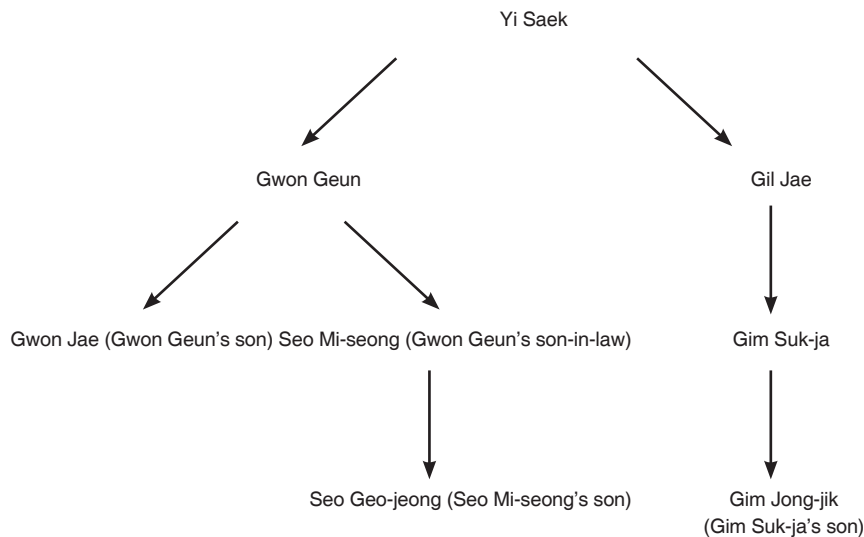 Yi Saek
Gwon Geun
Gil Jae
Gwon Jae (Gwon Geun’s son) Seo Mi-seong (Gwon Geun’s son-in-law)
Gim Suk-ja
Seo Geo-jeong (Seo Mi-seong’s son)
Gim Jong-jik
(Gim Suk-ja’s son)